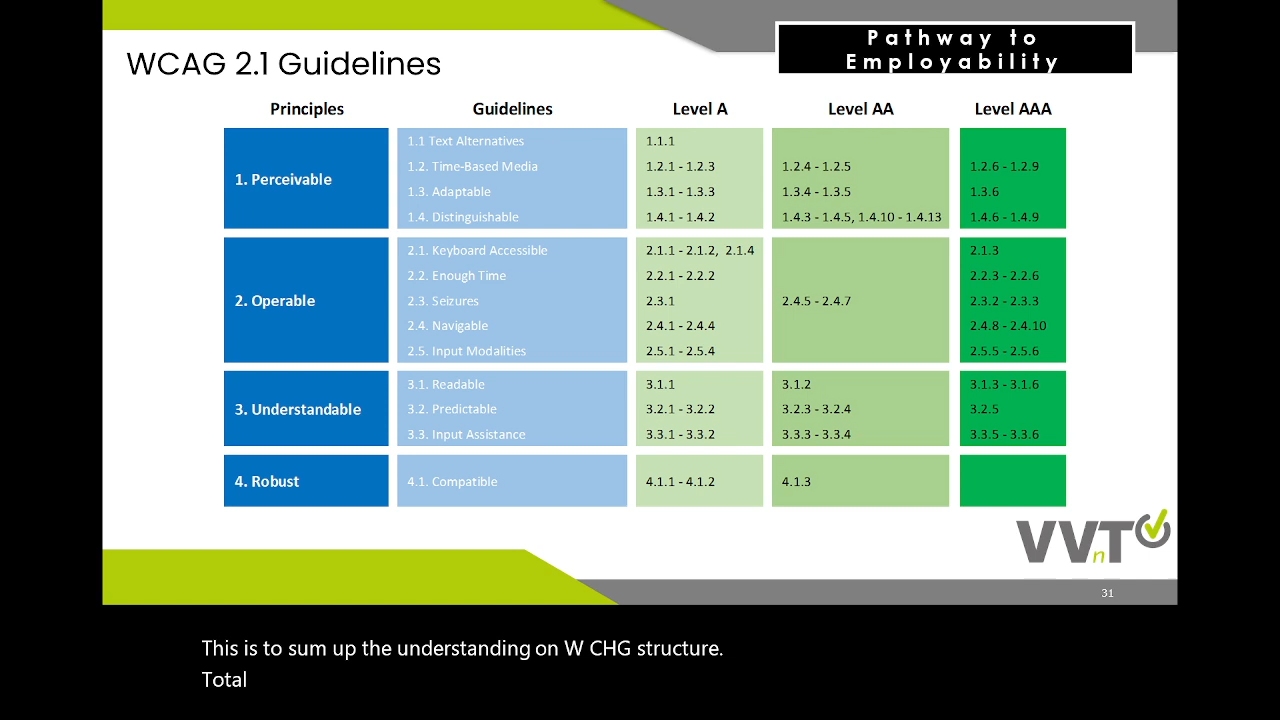 Pathway to
Employability
WCAG 2.1 Guidelines
Principles Guidelines Level A Level AA Level AAA
1. Perceivable
1.1 Text Alternatives 1.1.1
1.2. Time-Based Media 1.2.1 - 1.2.3 1.2.4 - 1.2.5 1.2.6 - 1.2.9
1.3. Adaptable 1.3.1 - 1.3.3 1.3.4 - 1.3.5 1.3.6
1.4. Distinguishable 1.4.1 - 1.4.2 1.4.3 - 1.4.5, 1.4.10 - 1.4.13 1.4.6 - 1.4.9
2. Operable
2.1. Keyboard Accessible 2.1.1 - 2.1.2, 2.1.4 2.1.3
2.2. Enough Time 2.2.1 - 2.2.2 2.2.3 - 2.2.6
2.3. Seizures 2.3.1 2.4.5 - 2.4.7 2.3.2 - 2.3.3
2.4. Navigable 2.4.1 - 2.4.4 2.4.8 - 2.4.10
2.5. Input Modalities 2.5.1 - 2.5.4 2.5.5 - 2.5.6
3. Understandable
3.1. Readable 3.1.1 3.1.2 3.1.3 - 3.1.6
3.2. Predictable 3.2.1 - 3.2.2 3.2.3 - 3.2.4 3.2.5
3.3. Input Assistance 3.3.1 - 3.3.2 3.3.3 - 3.3.4 3.3.5 - 3.3.6
4. Robust
4.1. Compatible 4.1.1 - 4.1.2 4.1.3
VVnT
31
This is to sum up the understanding on W CHG structure.
Total